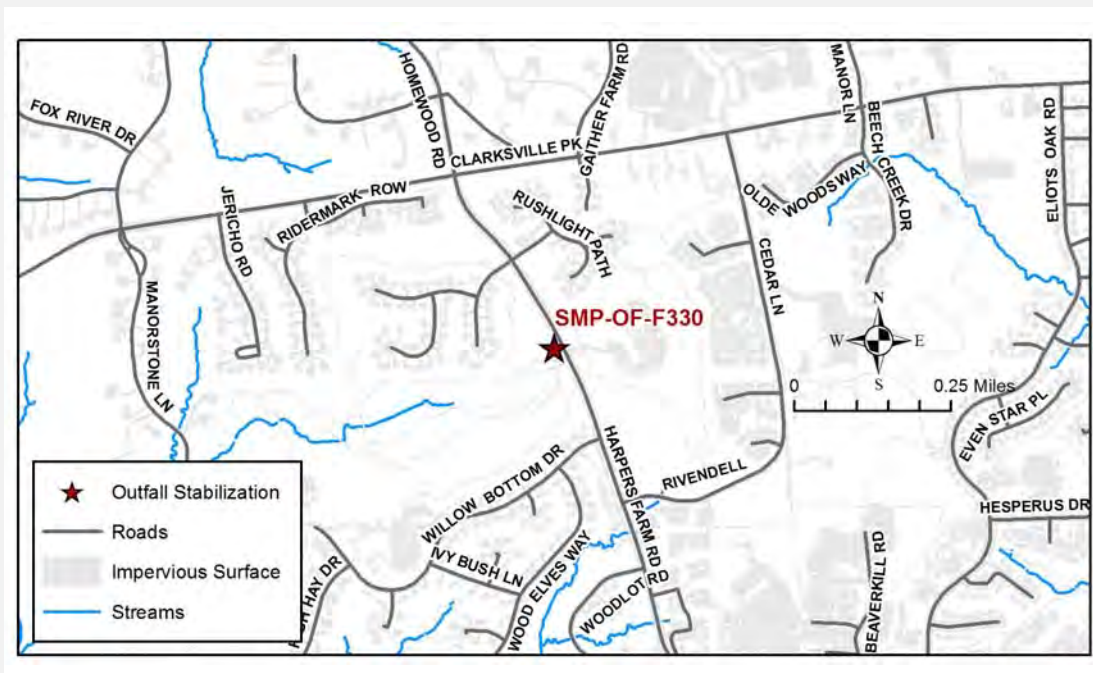 FOX RIVER DR
HOMEWOOD RD
GAITHER FARM RD
MANOR LN
BEECH CREEK DR
ELIOTS OAK RD
CLARKSVILLE PK
JERICHO RD
RIDERMARK ROW
RUSHLIGHT PATH
OLDE WOODS WAY
CEDAR LN
MANORSTONE LN
SMP-OF-F330
N
W
E
S
0
0.25 Miles
EVEN STAR PL
HARPERS FARM RD
WILLOW BOTTOM DR
RIVENDELL
HESPERUS DR
IVY BUSH LN
WOOD ELVES WAY
WOODLOT RD
BEAVERKILL RD
HAY DR
Outfall Stabilization
Roads
Impervious Surface
Streams